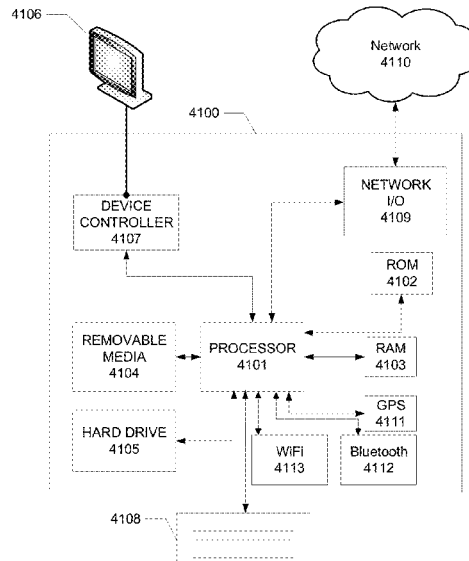 4106
Network
4110
4100
DEVICE
CONTROLLER
4107
NETWORK
I/O
4109
ROM
4102
REMOVABLE
MEDIA
4104
PROCESSOR
4101
RAM
4103
GPS
4111
HARD DRIVE
4105
WiFi
4113
Bluetooth
4112
4108